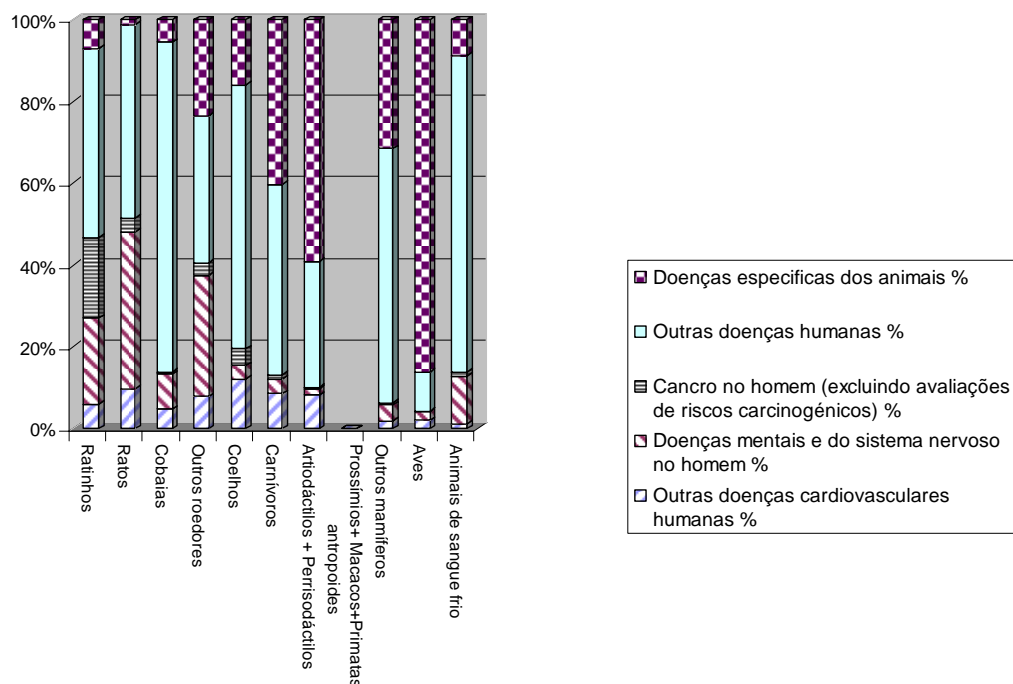 100%
80%
60%
40%
20%
0%
Ratinhos
Ratos
Cobaias
Outros roedores
Coelhos
Carnívoros
Artiodáctilos + Perrisodáctilos
Prossímios+ Macacos+Primatas
antropoides
Outros mamíferos
Aves
Animais de sangue frio
Doenças especificas dos animais %
Outras doenças humanas %
Cancro no homem (excluindo avaliações
de riscos carcinogénicos) %
Doenças mentais e do sistema nervoso
no homem %
Outras doenças cardiovasculares
humanas %